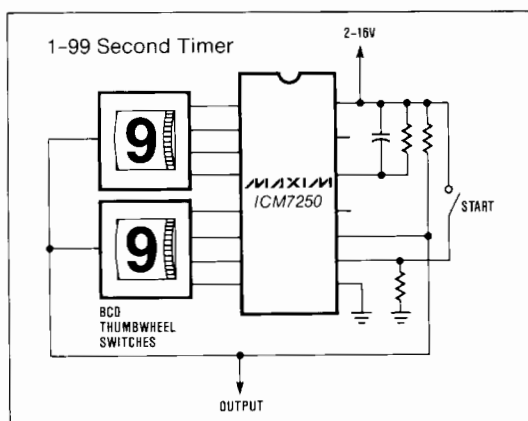 1-99 Second Timer
2-16V
9
MAXIM
ICM7250
START
9
BCD
THUMBWHEEL
SWITCHES
OUTPUT